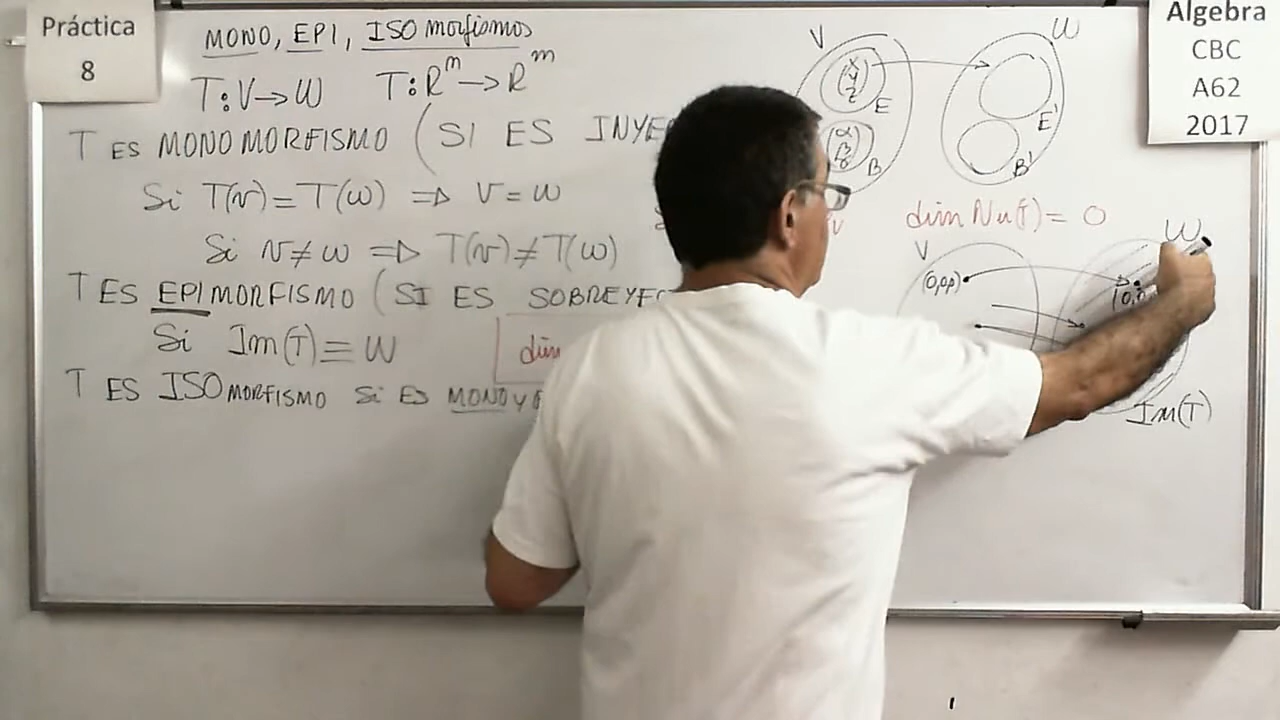 Práctica
8
MONO, EPI, ISO morfismos
T: V → W T: R^m → R^m
T ES MONOMORFISMO (SI ES INYE
Si T(v) = T(w) ⇒ V = W
Si v ≠ w ⇒ T(v) ≠ T(w)
T ES EPIMORFISMO (SI ES SOBREYE
Si Im(T) = W
T ES ISOMORFISMO Si ES MONO y
Algebra
CBC
A62
2017
V
W
x
y
z
E
α
β
γ
B
E'
B'
dim Nu(T) = 0
V
W
(0,0,0)
Im(T)